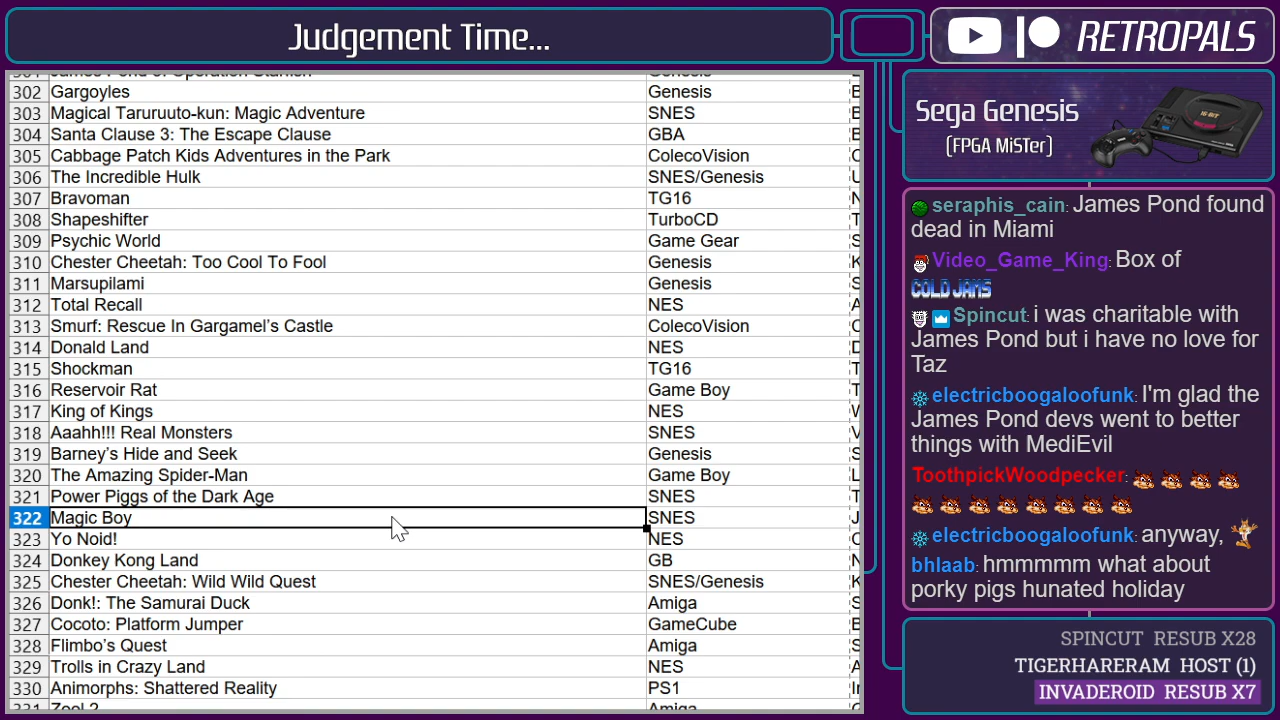 Judgement Time...
RETROPALS
302 Gargoyles Genesis
303 Magical Taruruuto-kun: Magic Adventure SNES
304 Santa Clause 3: The Escape Clause GBA
305 Cabbage Patch Kids Adventures in the Park ColecoVision
306 The Incredible Hulk SNES/Genesis
307 Bravoman TG16
308 Shapeshifter TurboCD
309 Psychic World Game Gear
310 Chester Cheetah: Too Cool To Fool Genesis
311 Marsupilami Genesis
312 Total Recall NES
313 Smurf: Rescue In Gargamel's Castle ColecoVision
314 Donald Land NES
315 Shockman TG16
316 Reservoir Rat Game Boy
317 King of Kings NES
318 Aaahh!!! Real Monsters SNES
319 Barney's Hide and Seek Genesis
320 The Amazing Spider-Man Game Boy
321 Power Piggs of the Dark Age SNES
322 Magic Boy SNES
323 Yo Noid! NES
324 Donkey Kong Land GB
325 Chester Cheetah: Wild Wild Quest SNES/Genesis
326 Donk!: The Samurai Duck Amiga
327 Cocoto: Platform Jumper GameCube
328 Flimbo's Quest Amiga
329 Trolls in Crazy Land NES
330 Animorphs: Shattered Reality PS1
Sega Genesis
(FPGA MiSTer)
seraphis_cain: James Pond found
dead in Miami
Video_Game_King: Box of
COLD JAMS
Spincut: i was charitable with
James Pond but i have no love for
Taz
electricboogaloofunk: I'm glad the
James Pond devs went to better
things with MediEvil
ToothpickWoodpecker:
electricboogaloofunk: anyway,
bhlaab: hmmmmm what about
porky pigs hunated holiday
SPINCUT RESUB X28
TIGERHARERAM HOST (1)
INVADEROID RESUB X7